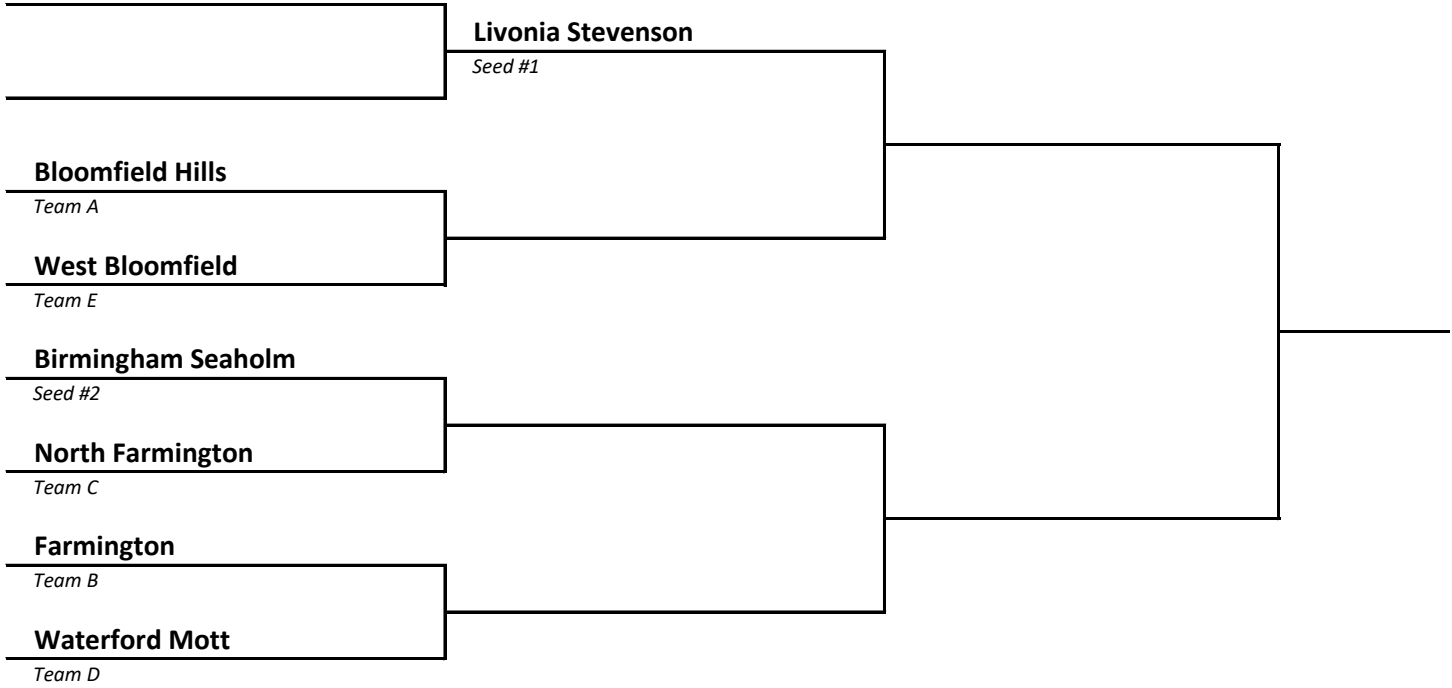 Livonia Stevenson
Seed #1
Bloomfield Hills
Team A
West Bloomfield
Team E
Birmingham Seaholm
Seed #2
North Farmington
Team C
Farmington
Team B
Waterford Mott
Team D